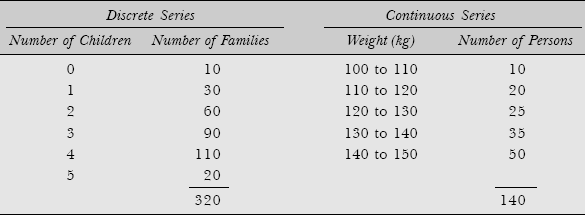 Discrete Series Continuous Series
Number of Children Number of Families Weight (kg) Number of Persons
0 10 100 to 110 10
1 30 110 to 120 20
2 60 120 to 130 25
3 90 130 to 140 35
4 110 140 to 150 50
5 20
320 140